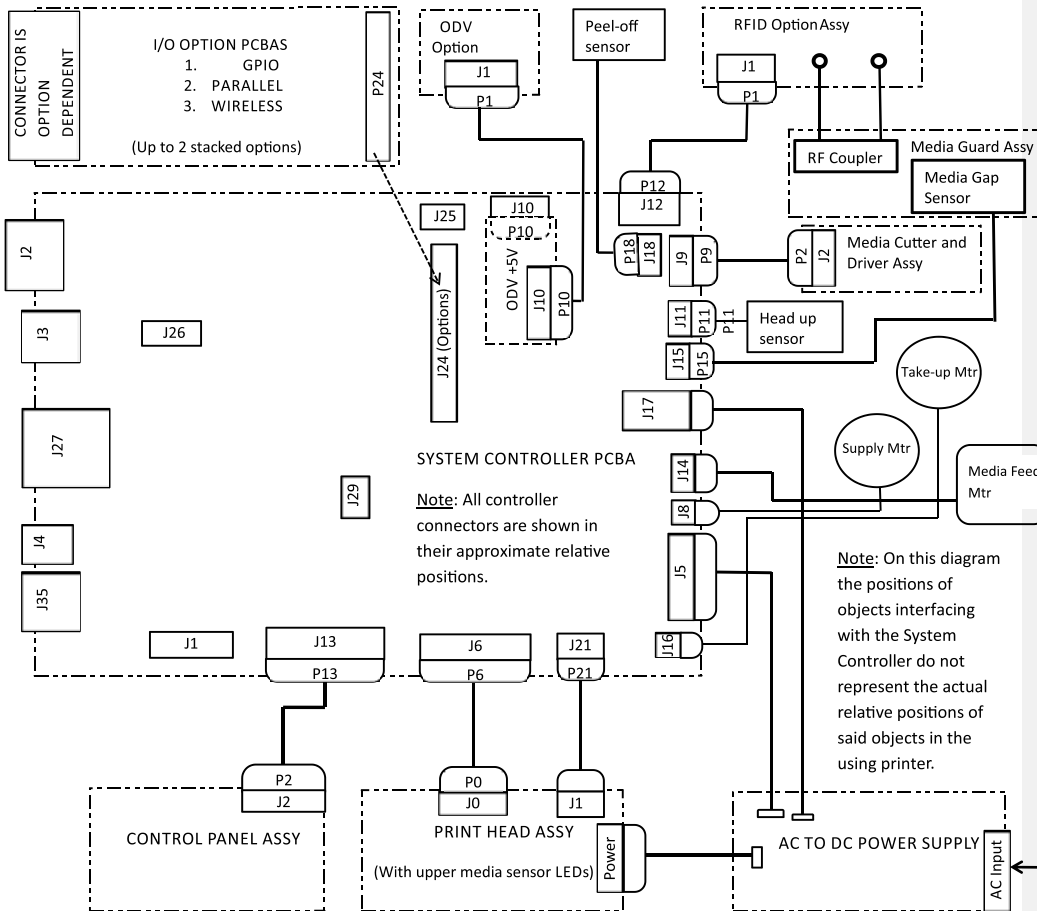 CONNECTOR IS
OPTION
DEPENDENT
I/O OPTION PCBAS
1. GPIO
2. PARALLEL
3. WIRELESS
(Up to 2 stacked options)
P24
ODV
Option
J1
P1
Peel-off
sensor
RFID Option Assy
J1
P1
RF Coupler
Media Guard Assy
Media Gap
Sensor
P12
J12
J25
J10
P10
ODV +5V
J10
P10
P18
J18
J9
P9
P2
J2
Media Cutter and
Driver Assy
J2
J3
J26
J24 (Options)
J11
P11
P11
Head up
sensor
J15
P15
Take-up Mtr
J17
J27
Supply Mtr
SYSTEM CONTROLLER PCBA
J14
Media Feed
Mtr
J29
Note: All controller
connectors are shown in
their approximate relative
positions.
J8
J4
J5
J35
Note: On this diagram
the positions of
objects interfacing
with the System
Controller do not
represent the actual
relative positions of
said objects in the
using printer.
J1
J13
P13
J6
P6
J21
P21
J16
P2
J2
P0
J0
J1
CONTROL PANEL ASSY
PRINT HEAD ASSY
(With upper media sensor LEDs)
Power
AC TO DC POWER SUPPLY
AC Input